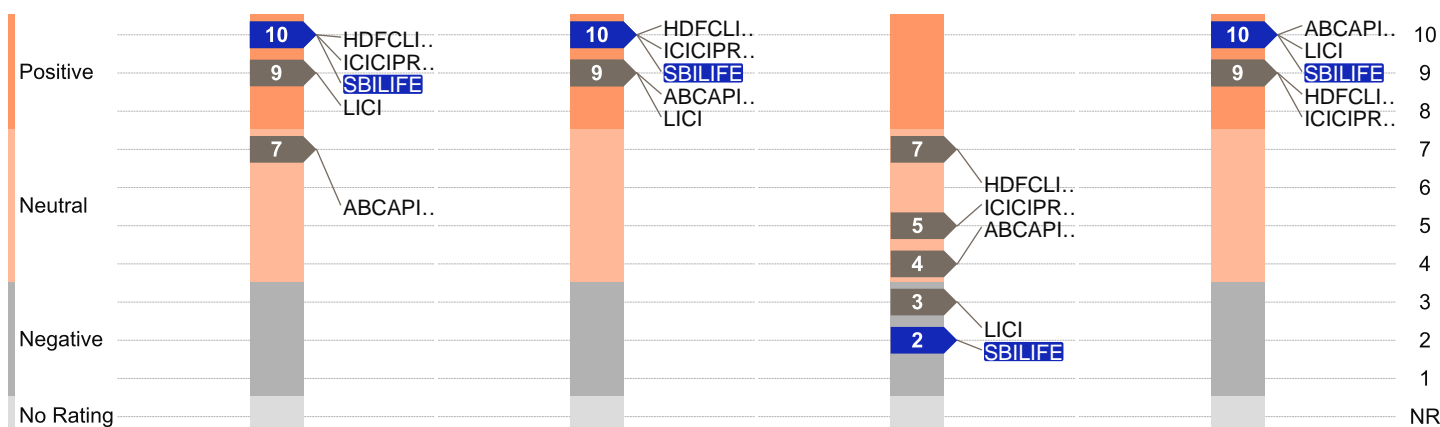 Positive
Neutral
Negative
No Rating
10
HDFCLI..
ICICIPR..
SBILIFE
9
LICI
7
ABCAPI..
10
HDFCLI..
ICICIPR..
SBILIFE
9
ABCAPI..
LICI
7
HDFCLI..
5
ICICIPR..
4
ABCAPI..
3
LICI
2
SBILIFE
10
ABCAPI..
LICI
SBILIFE
9
HDFCLI..
ICICIPR..
10
9
8
7
6
5
4
3
2
1
NR